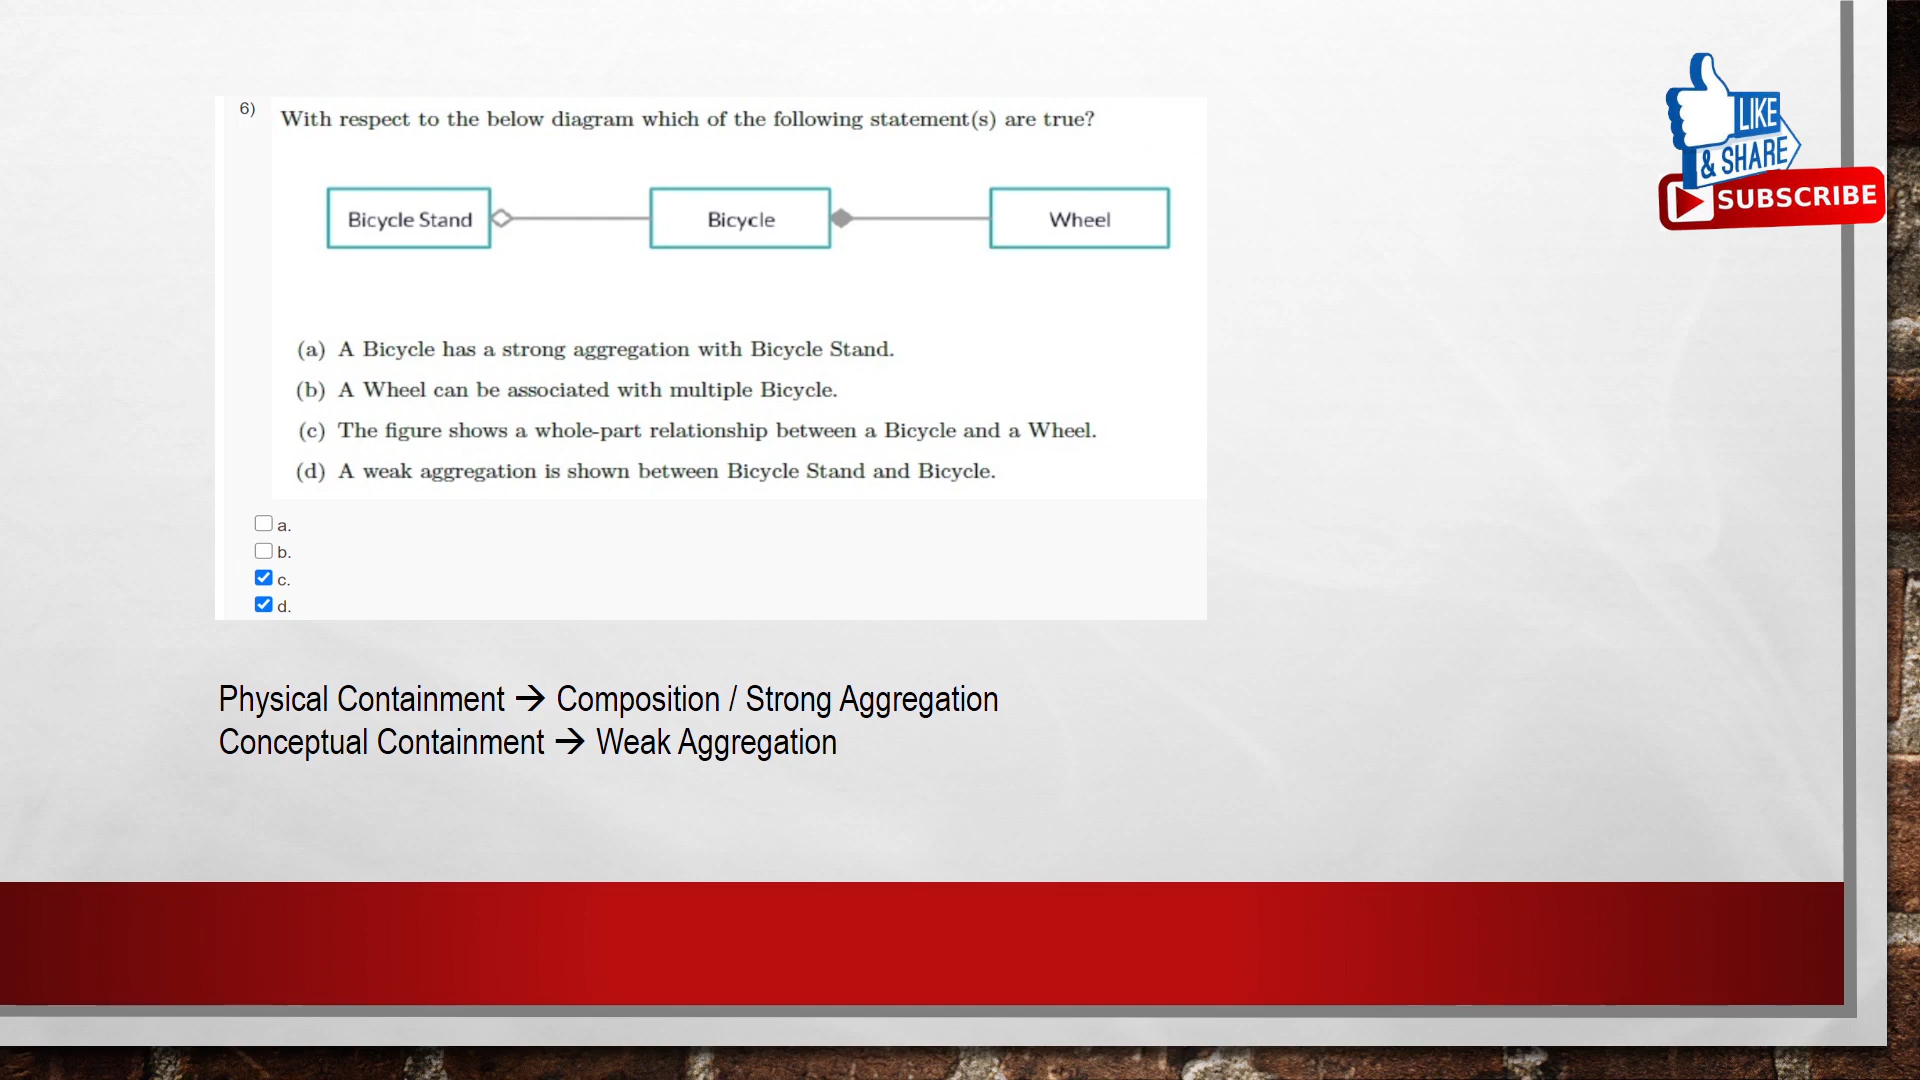 6)
With respect to the below diagram which of the following statement(s) are true?
Bicycle Stand
Bicycle
Wheel
(a) A Bicycle has a strong aggregation with Bicycle Stand.
(b) A Wheel can be associated with multiple Bicycle.
(c) The figure shows a whole-part relationship between a Bicycle and a Wheel.
(d) A weak aggregation is shown between Bicycle Stand and Bicycle.
a.
b.
c.
d.
Physical Containment → Composition / Strong Aggregation
Conceptual Containment → Weak Aggregation
LIKE
& SHARE
SUBSCRIBE